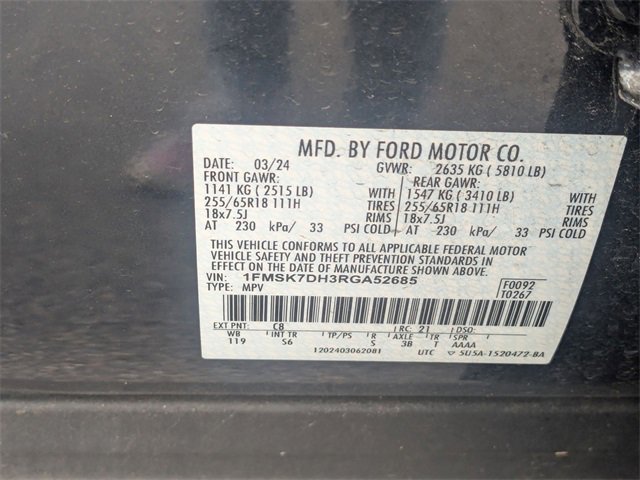 MFD. BY FORD MOTOR CO.
DATE: 03/24 GVWR: 2635 KG ( 5810 LB)
FRONT GAWR: REAR GAWR:
1141 KG ( 2515 LB) WITH 1547 KG ( 3410 LB) WITH
255/65R18 111H TIRES 255/65R18 111H TIRES
18x7.5J RIMS 18x7.5J RIMS
AT 230 kPa/ 33 PSI COLD AT 230 kPa/ 33 PSI COLD
THIS VEHICLE CONFORMS TO ALL APPLICABLE FEDERAL MOTOR
VEHICLE SAFETY AND THEFT PREVENTION STANDARDS IN
EFFECT ON THE DATE OF MANUFACTURE SHOWN ABOVE.
VIN: 1FMSK7DH3RGA52685 F0092
TYPE: MPV T0267
EXT PNT: C8 RC: 21 DSO:
WB INT TR TP/PS R AXLE TR SPR
119 S6 S 3B T AAAA
1202403062081 UTC 5U5A-1520472-BA